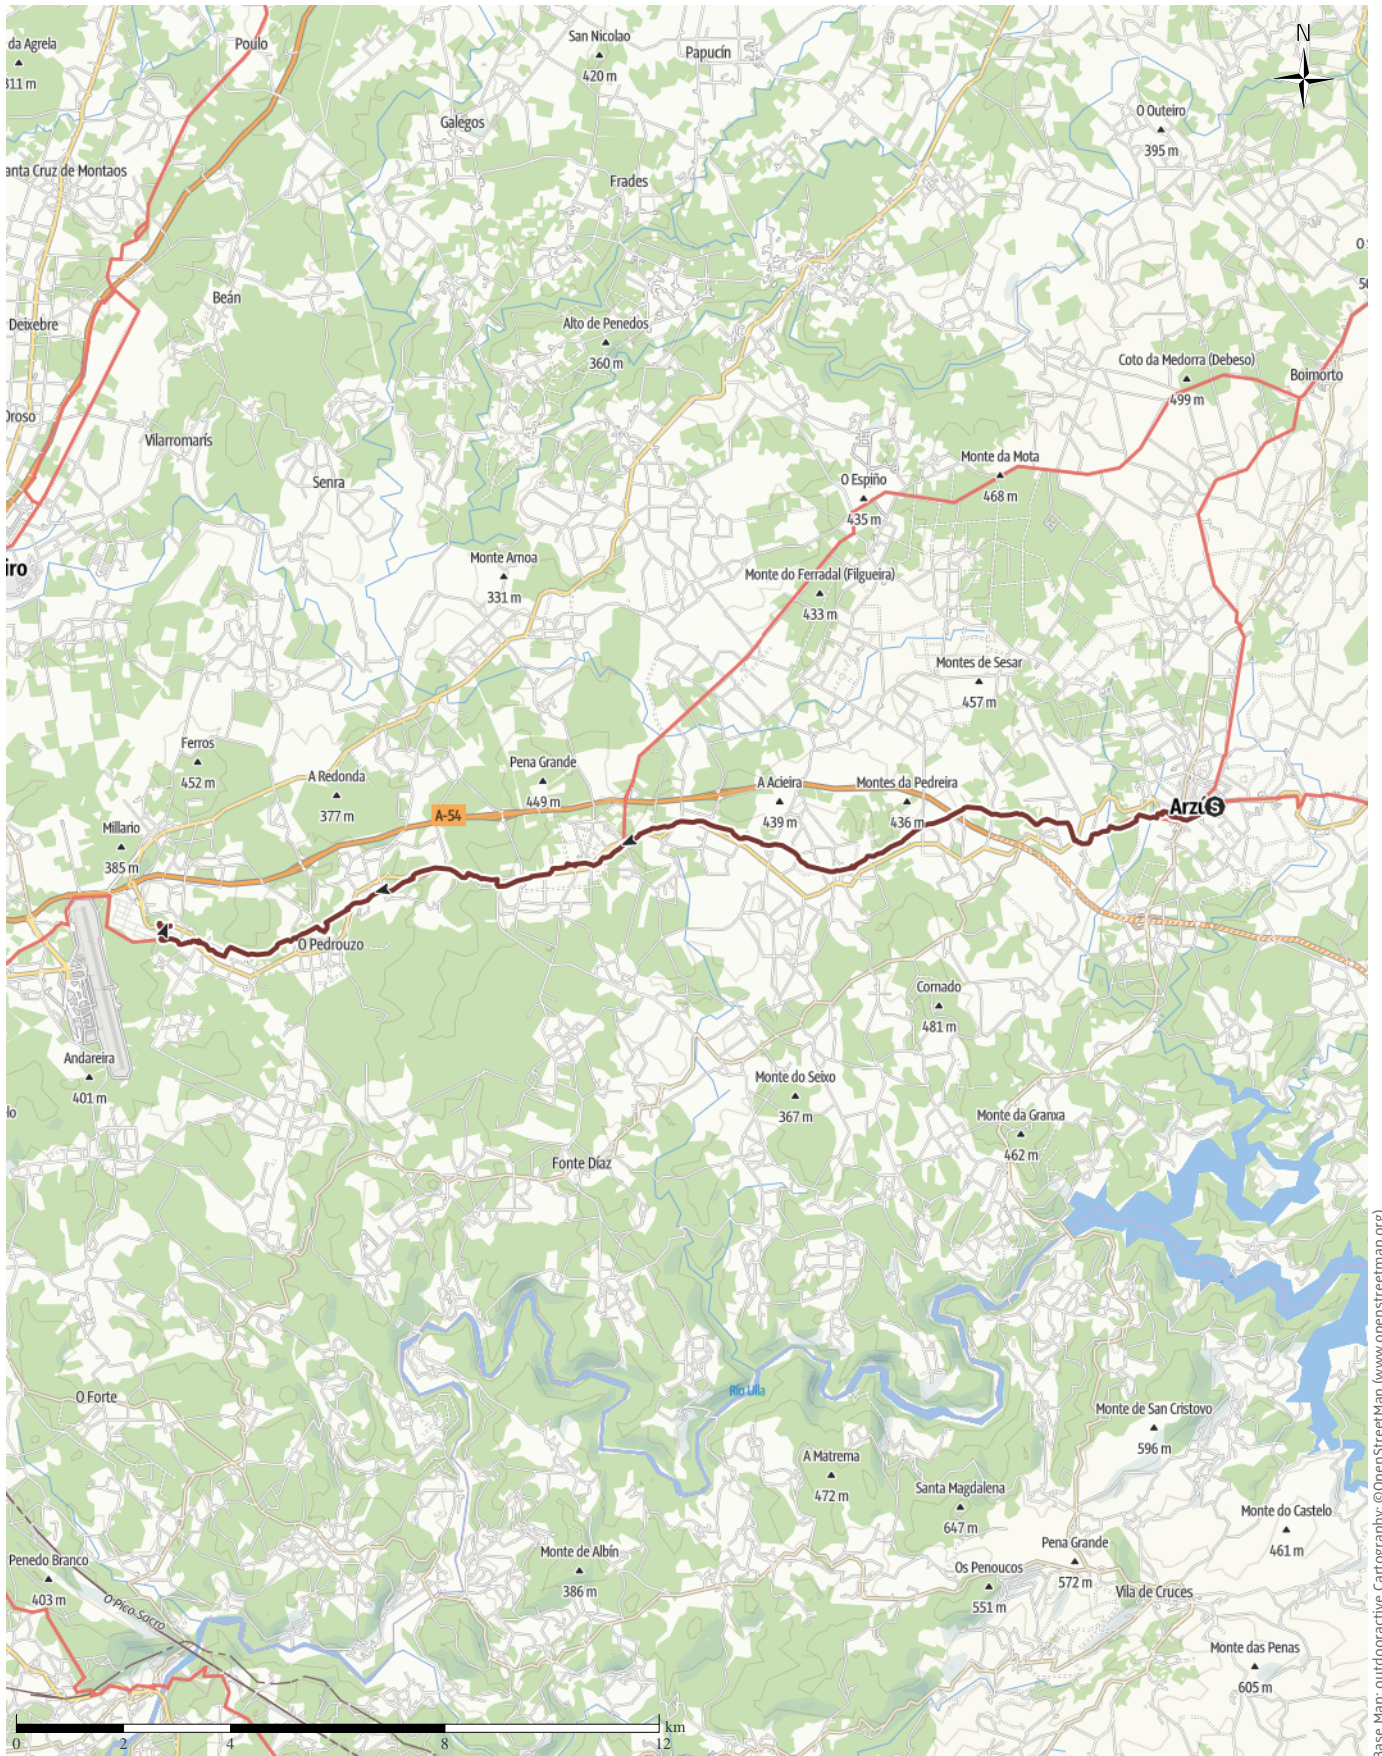 N
da Agrela
311 m
Poulo
San Nicolao
420 m
Papucín
O Outeiro
395 m
Galegos
anta Cruz de Montaos
Frades
Beán
Deixebre
Alto de Penedos
360 m
Coto da Medorra (Debeso)
499 m
Boimorto
Oroso
Vilarromarís
Senra
Monte da Mota
468 m
O Espiño
435 m
iro
Monte Arnoa
331 m
Monte do Ferradal (Filgueira)
433 m
Montes de Sesar
457 m
Ferros
452 m
A Redonda
377 m
Pena Grande
449 m
A Acieira
439 m
Montes da Pedreira
436 m
Arzú
S
A-54
Millario
385 m
O Pedrouzo
Cornado
481 m
Andareira
401 m
lo
Monte do Seixo
367 m
Monte da Granxa
462 m
Fonte Díaz
Río Ulla
O Forte
Monte de San Cristovo
596 m
A Matrema
472 m
Santa Magdalena
647 m
Monte do Castelo
461 m
Pena Grande
572 m
Penedo Branco
403 m
Monte de Albín
386 m
Os Penoucos
551 m
Vila de Cruces
O Pico-Sacro
Monte das Penas
605 m
km
0 2 4 8 12
Base Map: outdooractive Cartography; ©OpenStreetMap (www.openstreetmap.org)